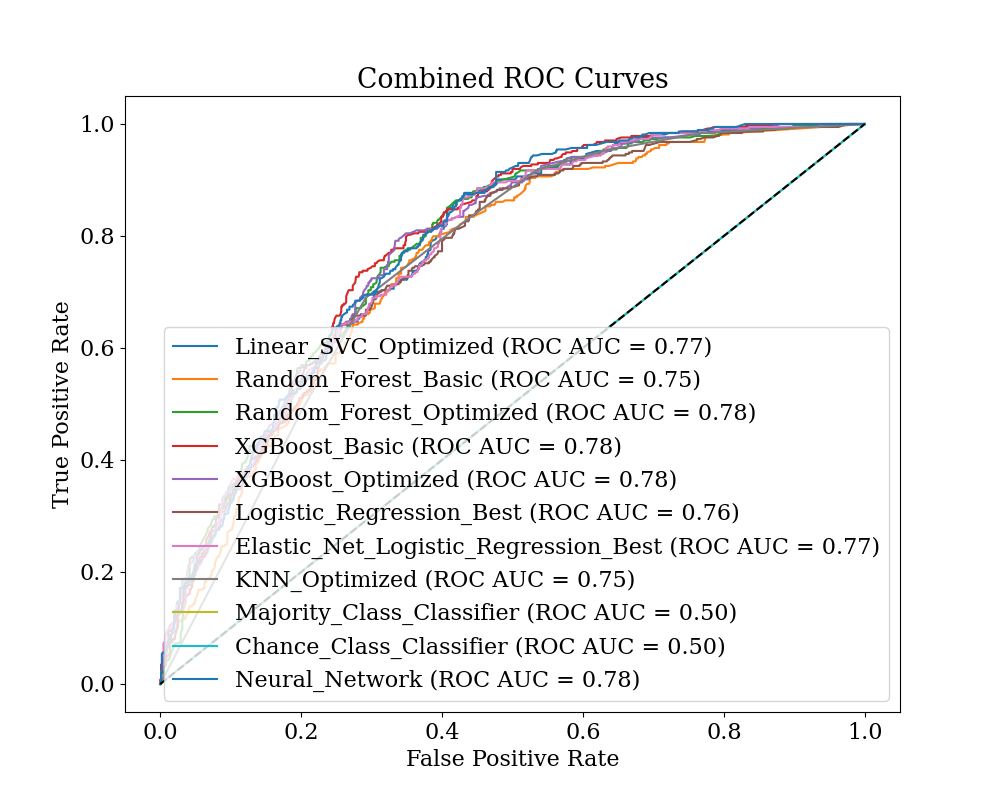 Combined ROC Curves
True Positive Rate
1.0
0.8
0.6
0.4
0.2
0.0
Linear_SVC_Optimized (ROC AUC = 0.77)
Random_Forest_Basic (ROC AUC = 0.75)
Random_Forest_Optimized (ROC AUC = 0.78)
XGBoost_Basic (ROC AUC = 0.78)
XGBoost_Optimized (ROC AUC = 0.78)
Logistic_Regression_Best (ROC AUC = 0.76)
Elastic_Net_Logistic_Regression_Best (ROC AUC = 0.77)
KNN_Optimized (ROC AUC = 0.75)
Majority_Class_Classifier (ROC AUC = 0.50)
Chance_Class_Classifier (ROC AUC = 0.50)
Neural_Network (ROC AUC = 0.78)
0.0 0.2 0.4 0.6 0.8 1.0
False Positive Rate